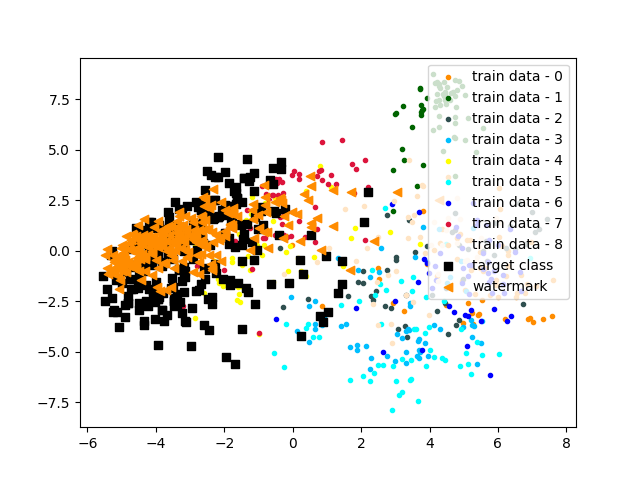 7.5
5.0
2.5
0.0
−2.5
−5.0
−7.5
−6 −4 −2 0 2 4 6 8
train data - 0
train data - 1
train data - 2
train data - 3
train data - 4
train data - 5
train data - 6
train data - 7
train data - 8
target class
watermark